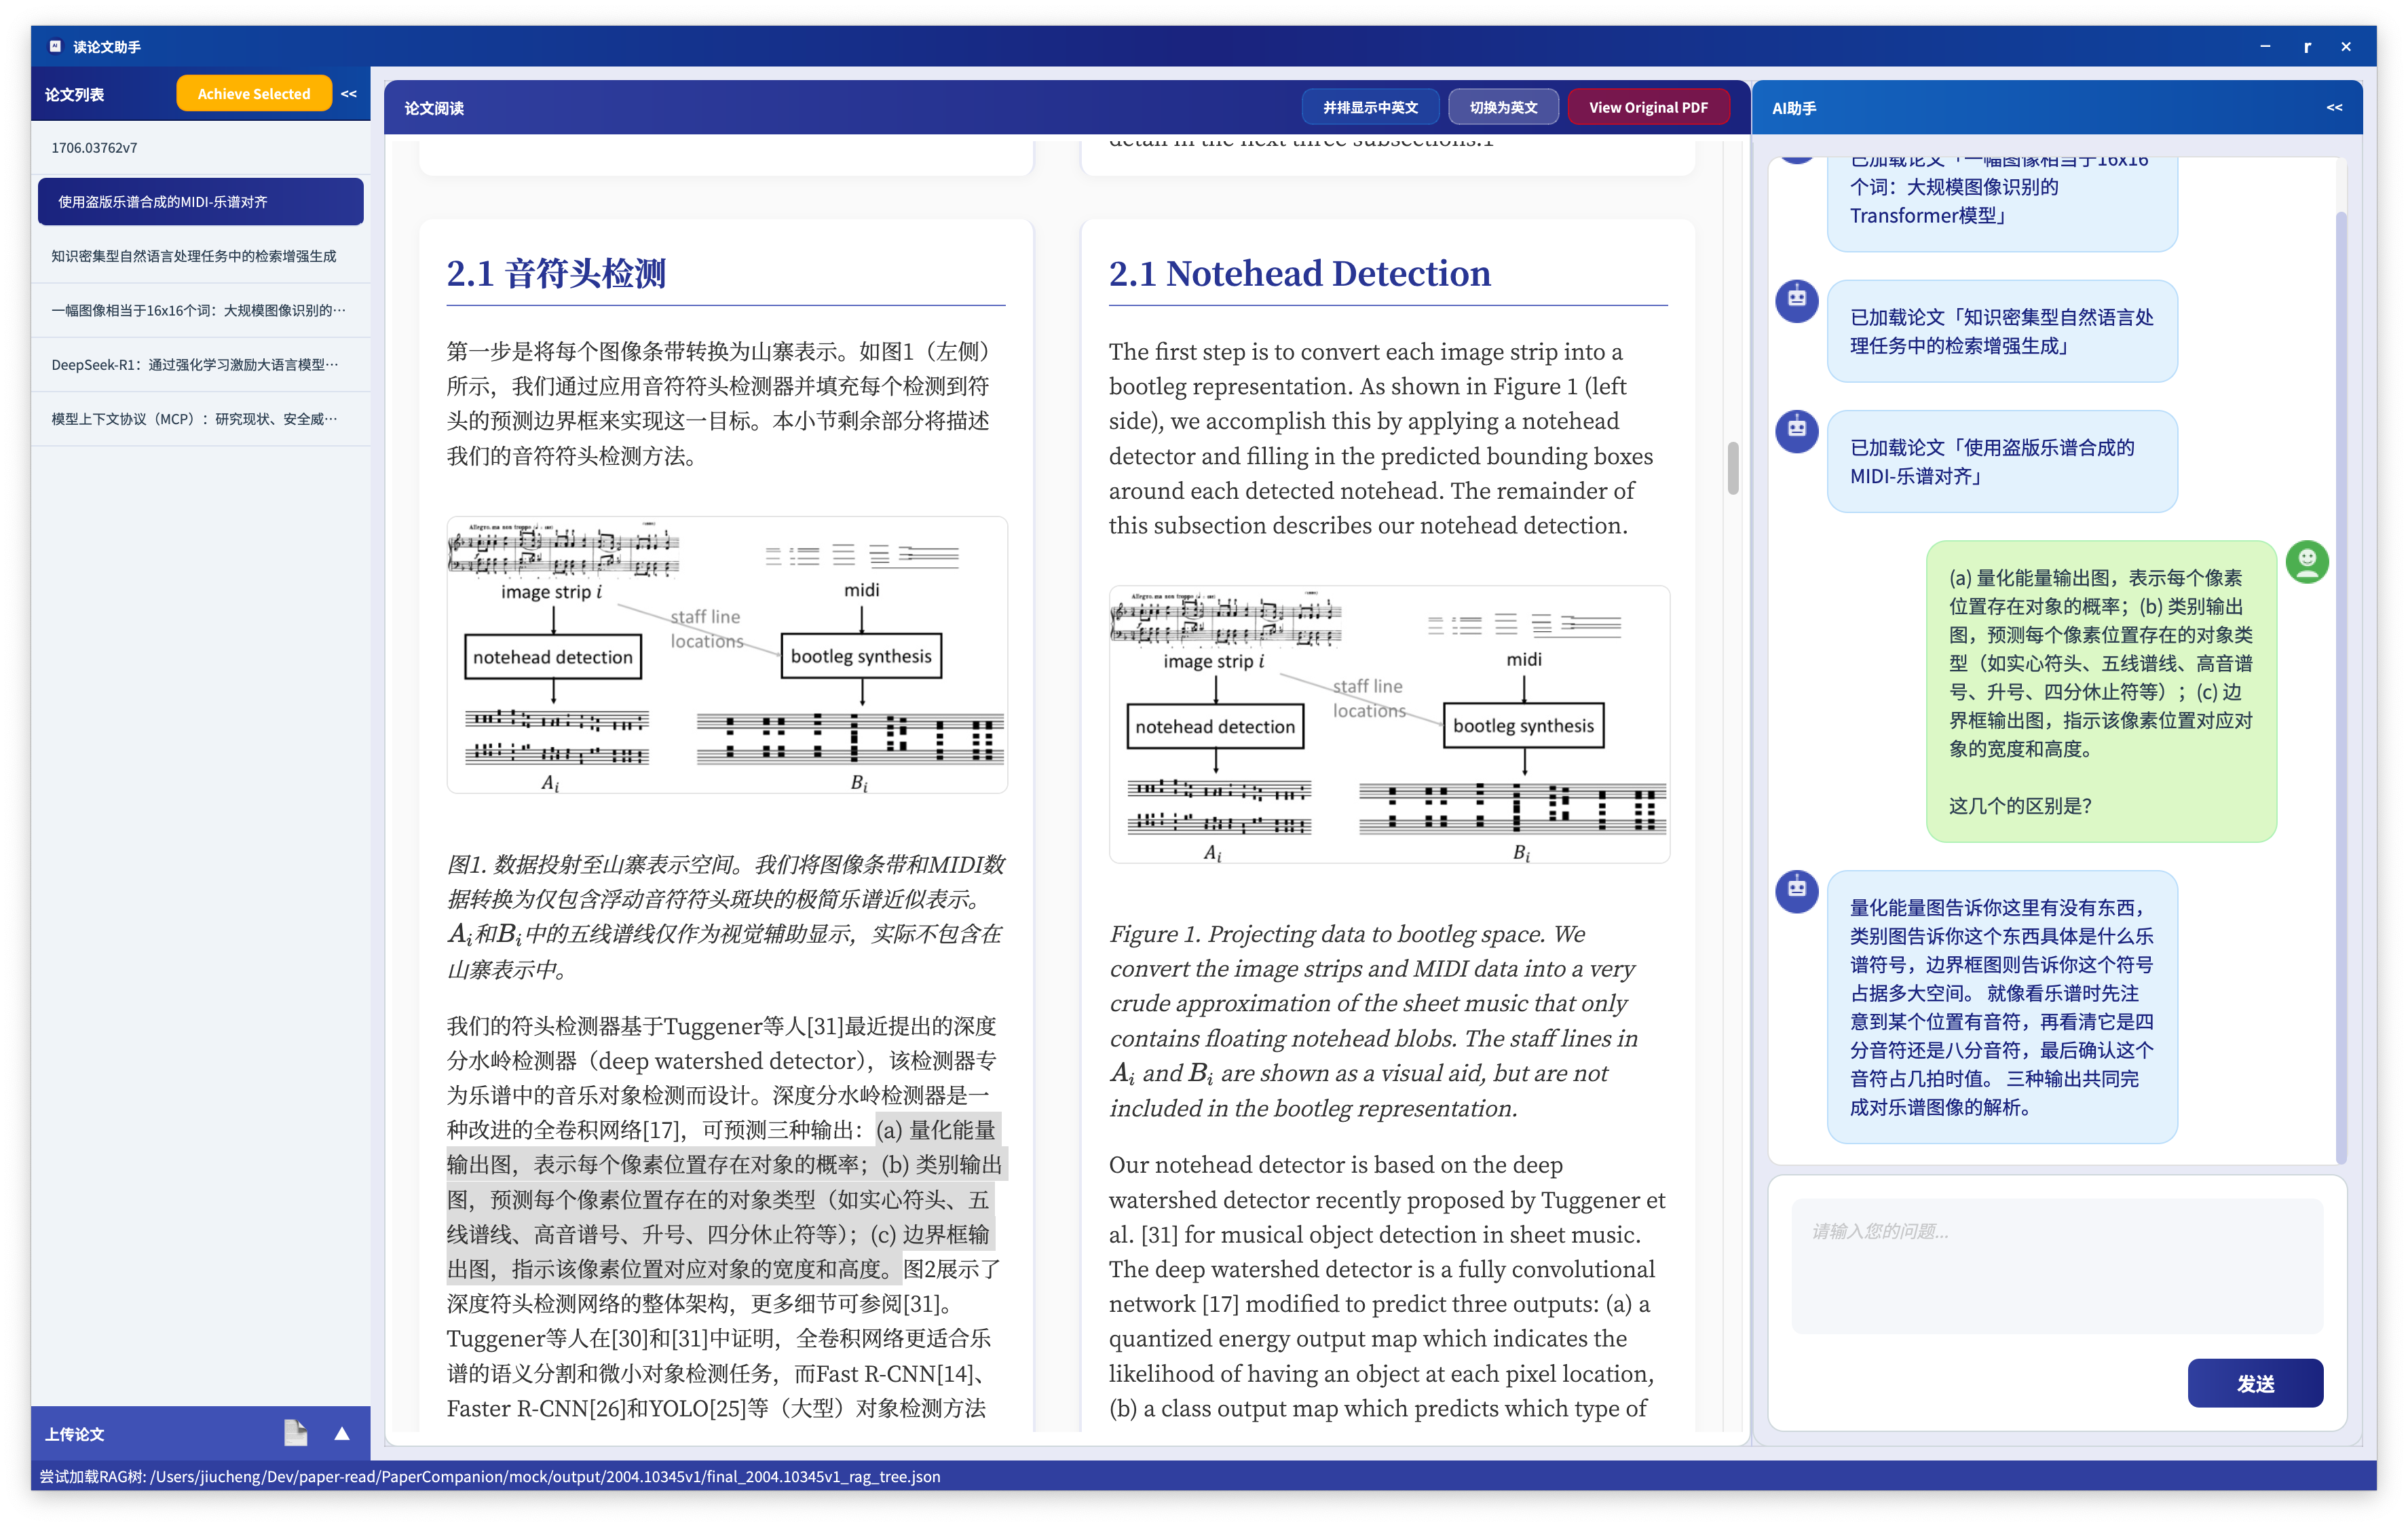 读论文助手
论文列表
Achieve Selected
<<
1706.03762v7
使用盗版乐谱合成的MIDI-乐谱对齐
知识密集型自然语言处理任务中的检索增强生成
一幅图像相当于16x16个词：大规模图像识别的…
DeepSeek-R1：通过强化学习激励大语言模型…
模型上下文协议（MCP）：研究现状、安全威…
上传论文
论文阅读
并排显示中英文
切换为英文
View Original PDF
2.1 音符头检测
第一步是将每个图像条带转换为山寨表示。如图1（左侧）
所示，我们通过应用音符符头检测器并填充每个检测到符
头的预测边界框来实现这一目标。本小节剩余部分将描述
我们的音符符头检测方法。
image strip i
midi
staff line
locations
notehead detection
bootleg synthesis
Ai
Bi
图1. 数据投射至山寨表示空间。我们将图像条带和MIDI数
据转换为仅包含浮动音符符头斑块的极简乐谱近似表示。
Ai和Bi中的五线谱线仅作为视觉辅助显示，实际不包含在
山寨表示中。
我们的符头检测器基于Tuggener等人[31]最近提出的深度
分水岭检测器（deep watershed detector），该检测器专
为乐谱中的音乐对象检测而设计。深度分水岭检测器是一
种改进的全卷积网络[17]，可预测三种输出：(a) 量化能量
输出图，表示每个像素位置存在对象的概率；(b) 类别输出
图，预测每个像素位置存在的对象类型（如实心符头、五
线谱线、高音谱号、升号、四分休止符等）；(c) 边界框输
出图，指示该像素位置对应对象的宽度和高度。图2展示了
深度符头检测网络的整体架构，更多细节可参阅[31]。
Tuggener等人在[30]和[31]中证明，全卷积网络更适合乐
谱的语义分割和微小对象检测任务，而Fast R-CNN[14]、
Faster R-CNN[26]和YOLO[25]等（大型）对象检测方法
detail in the next three subsections.1
2.1 Notehead Detection
The first step is to convert each image strip into a
bootleg representation. As shown in Figure 1 (left
side), we accomplish this by applying a notehead
detector and filling in the predicted bounding boxes
around each detected notehead. The remainder of
this subsection describes our notehead detection.
image strip i
midi
staff line
locations
notehead detection
bootleg synthesis
Ai
Bi
Figure 1. Projecting data to bootleg space. We
convert the image strips and MIDI data into a very
crude approximation of the sheet music that only
contains floating notehead blobs. The staff lines in
Ai and Bi are shown as a visual aid, but are not
included in the bootleg representation.
Our notehead detector is based on the deep
watershed detector recently proposed by Tuggener et
al. [31] for musical object detection in sheet music.
The deep watershed detector is a fully convolutional
network [17] modified to predict three outputs: (a) a
quantized energy output map which indicates the
likelihood of having an object at each pixel location,
(b) a class output map which predicts which type of
AI助手
<<
已加载论文「一幅图像相当于16x16
个词：大规模图像识别的
Transformer模型」
已加载论文「知识密集型自然语言处
理任务中的检索增强生成」
已加载论文「使用盗版乐谱合成的
MIDI-乐谱对齐」
(a) 量化能量输出图，表示每个像素
位置存在对象的概率；(b) 类别输出
图，预测每个像素位置存在的对象类
型（如实心符头、五线谱线、高音谱
号、升号、四分休止符等）；(c) 边
界框输出图，指示该像素位置对应对
象的宽度和高度。
这几个的区别是？
量化能量图告诉你这里有没有东西，
类别图告诉你这个东西具体是什么乐
谱符号，边界框图则告诉你这个符号
占据多大空间。 就像看乐谱时先注
意到某个位置有音符，再看清它是四
分音符还是八分音符，最后确认这个
音符占几拍时值。 三种输出共同完
成对乐谱图像的解析。
请输入您的问题...
发送
尝试加载RAG树: /Users/jiucheng/Dev/paper-read/PaperCompanion/mock/output/2004.10345v1/final_2004.10345v1_rag_tree.json